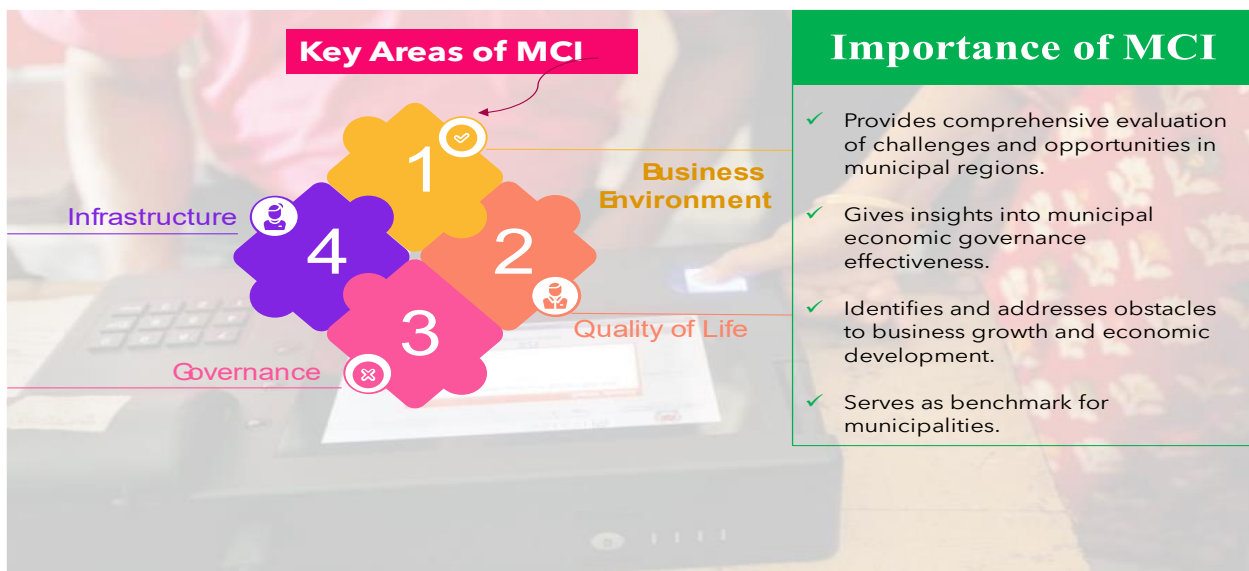 Key Areas of MCI
1
Business
Environment
2
Quality of Life
3
Governance
4
Infrastructure
Importance of MCI
✓ Provides comprehensive evaluation
of challenges and opportunities in
municipal regions.
✓ Gives insights into municipal
economic governance
effectiveness.
✓ Identifies and addresses obstacles
to business growth and economic
development.
✓ Serves as benchmark for
municipalities.